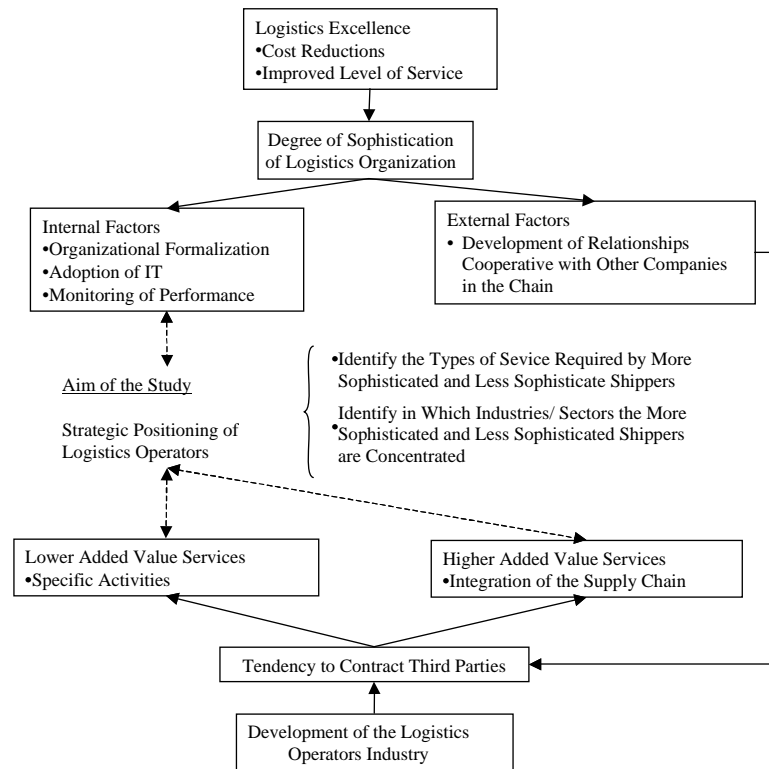 Logistics Excellence
•Cost Reductions
•Improved Level of Service
Degree of Sophistication
of Logistics Organization
Internal Factors
•Organizational Formalization
•Adoption of IT
•Monitoring of Performance
External Factors
• Development of Relationships
Cooperative with Other Companies
in the Chain
Aim of the Study
Strategic Positioning of
Logistics Operators
•Identify the Types of Sevice Required by More
Sophisticated and Less Sophisticate Shippers
Identify in Which Industries/ Sectors the More
•Sophisticated and Less Sophisticated Shippers
are Concentrated
Lower Added Value Services
•Specific Activities
Higher Added Value Services
•Integration of the Supply Chain
Tendency to Contract Third Parties
Development of the Logistics
Operators Industry